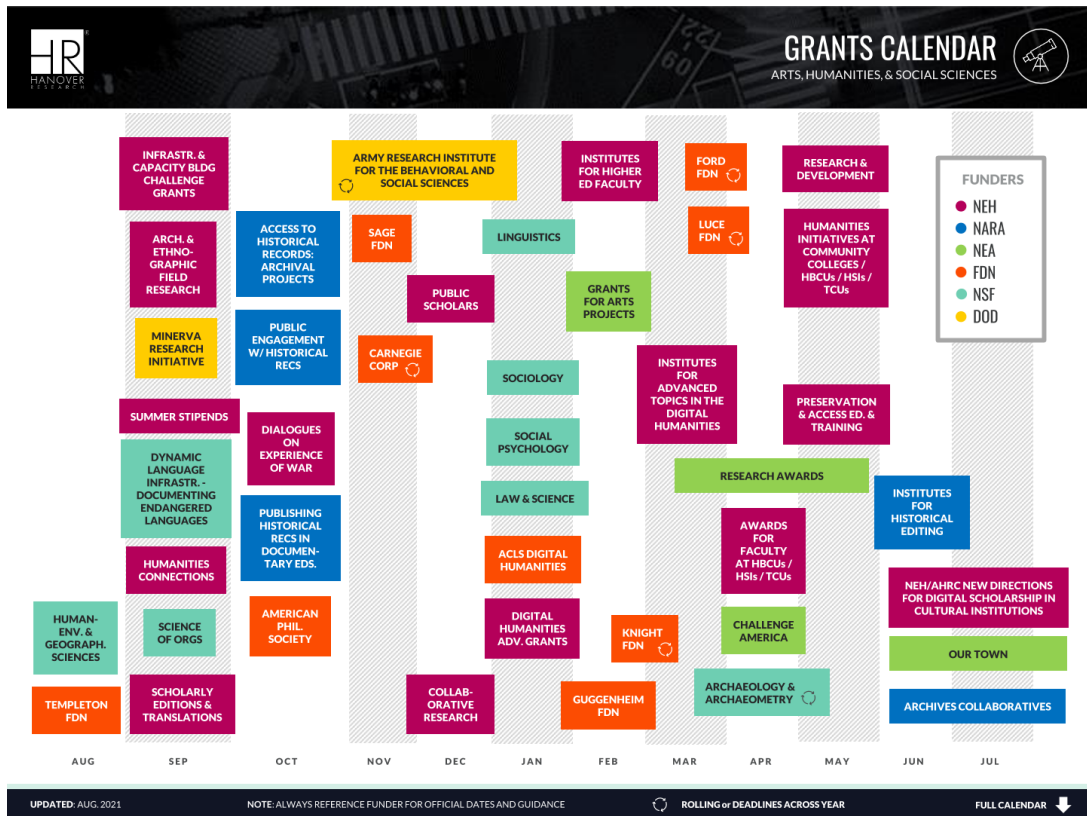 HR
®
HANOVER
RESEARCH
GRANTS CALENDAR
ARTS, HUMANITIES, & SOCIAL SCIENCES
122
60
INFRASTR. &
CAPACITY BLDG
CHALLENGE
GRANTS
ARCH. &
ETHNO-
GRAPHIC
FIELD
RESEARCH
MINERVA
RESEARCH
INITIATIVE
SUMMER STIPENDS
DYNAMIC
LANGUAGE
INFRASTR. -
DOCUMENTING
ENDANGERED
LANGUAGES
HUMANITIES
CONNECTIONS
HUMAN-
ENV. &
GEOGRAPH.
SCIENCES
SCIENCE
OF ORGS
TEMPLETON
FDN
SCHOLARLY
EDITIONS &
TRANSLATIONS
ACCESS TO
HISTORICAL
RECORDS:
ARCHIVAL
PROJECTS
PUBLIC
ENGAGEMENT
W/ HISTORICAL
RECS
DIALOGUES
ON
EXPERIENCE
OF WAR
PUBLISHING
HISTORICAL
RECS IN
DOCUMEN-
TARY EDS.
AMERICAN
PHIL.
SOCIETY
ARMY RESEARCH INSTITUTE
FOR THE BEHAVIORAL AND
SOCIAL SCIENCES
SAGE
FDN
CARNEGIE
CORP
PUBLIC
SCHOLARS
COLLAB-
ORATIVE
RESEARCH
LINGUISTICS
SOCIOLOGY
SOCIAL
PSYCHOLOGY
LAW & SCIENCE
ACLS DIGITAL
HUMANITIES
DIGITAL
HUMANITIES
ADV. GRANTS
INSTITUTES
FOR HIGHER
ED FACULTY
GRANTS
FOR ARTS
PROJECTS
KNIGHT
FDN
GUGGENHEIM
FDN
FORD
FDN
LUCE
FDN
INSTITUTES
FOR
ADVANCED
TOPICS IN THE
DIGITAL
HUMANITIES
RESEARCH AWARDS
AWARDS
FOR
FACULTY
AT HBCUs /
HSIs / TCUs
CHALLENGE
AMERICA
ARCHAEOLOGY &
ARCHAEOMETRY
RESEARCH &
DEVELOPMENT
HUMANITIES
INITIATIVES AT
COMMUNITY
COLLEGES /
HBCUs / HSIs /
TCUs
PRESERVATION
& ACCESS ED. &
TRAINING
INSTITUTES
FOR
HISTORICAL
EDITING
NEH/AHRC NEW DIRECTIONS
FOR DIGITAL SCHOLARSHIP IN
CULTURAL INSTITUTIONS
OUR TOWN
ARCHIVES COLLABORATIVES
FUNDERS
NEH
NARA
NEA
FDN
NSF
DOD
AUG SEP OCT NOV DEC JAN FEB MAR APR MAY JUN JUL
UPDATED: AUG. 2021 NOTE: ALWAYS REFERENCE FUNDER FOR OFFICIAL DATES AND GUIDANCE ROLLING or DEADLINES ACROSS YEAR FULL CALENDAR